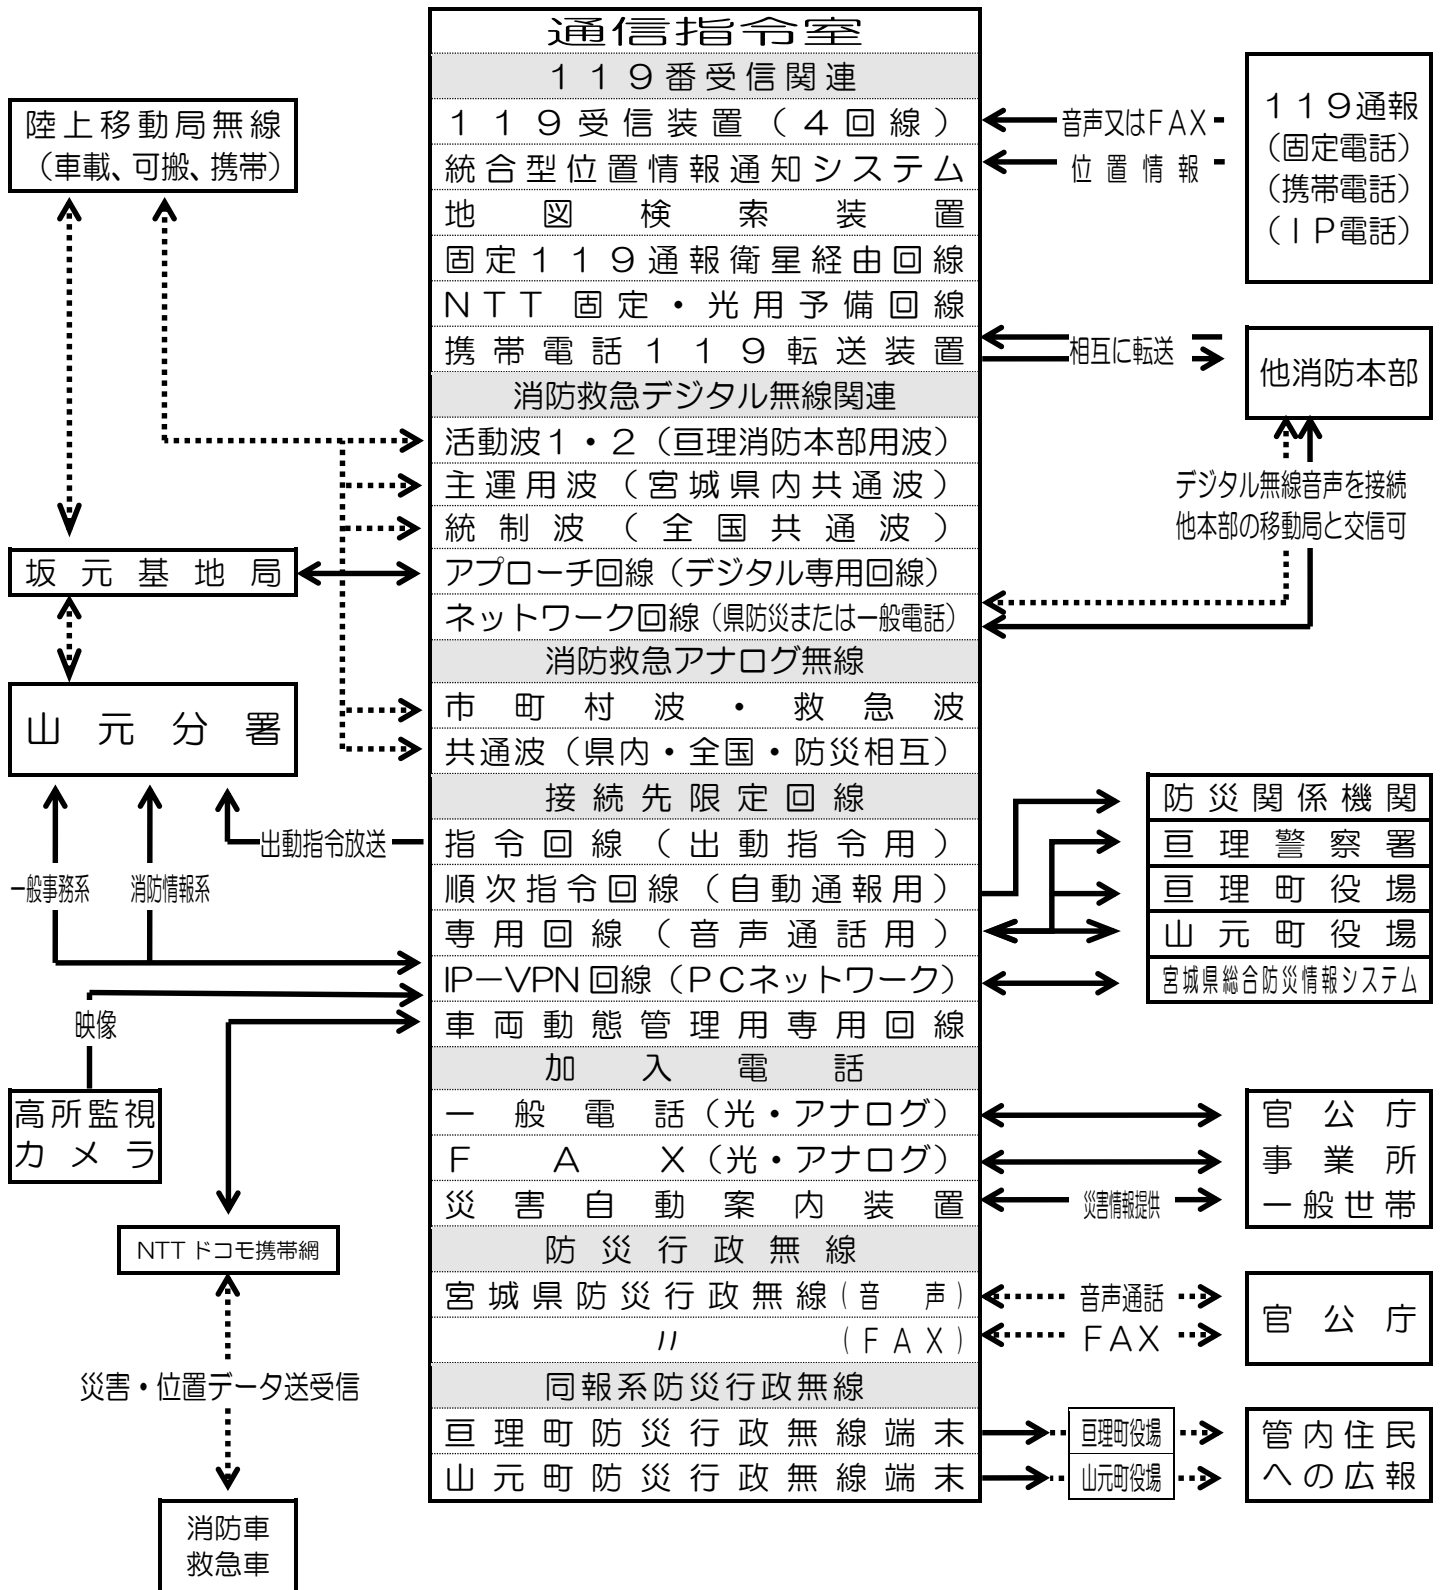 通信指令室
119番受信関連
119受信装置（4回線）
統合型位置情報通知システム
地図検索装置
固定119通報衛星経由回線
NTT 固定・光用予備回線
携帯電話119転送装置
消防救急デジタル無線関連
活動波1・2（亘理消防本部用波）
主運用波（宮城県内共通波）
統制波（全国共通波）
アプローチ回線（デジタル専用回線）
ネットワーク回線（県防災または一般電話）
消防救急アナログ無線
市町村波・救急波
共通波（県内・全国・防災相互）
接続先限定回線
指令回線（出動指令用）
順次指令回線（自動通報用）
専用回線（音声通話用）
IP－VPN 回線（PCネットワーク）
車両動態管理用専用回線
加入電話
一般電話（光・アナログ）
FAX（光・アナログ）
災害自動案内装置
防災行政無線
宮城県防災行政無線（音声）
〃（FAX）
同報系防災行政無線
亘理町防災行政無線端末
山元町防災行政無線端末
陸上移動局無線
（車載、可搬、携帯）
坂元基地局
山元分署
出動指令放送
一般事務系
消防情報系
映像
高所監視
カメラ
NTT ドコモ携帯網
災害・位置データ送受信
消防車
救急車
音声又はFAX
位置情報
119通報
（固定電話）
（携帯電話）
（IP電話）
相互に転送
他消防本部
デジタル無線音声を接続
他本部の移動局と交信可
防災関係機関
亘理警察署
亘理町役場
山元町役場
宮城県総合防災情報システム
官公庁
事業所
一般世帯
災害情報提供
音声通話
FAX
官公庁
亘理町役場
山元町役場
管内住民
への広報